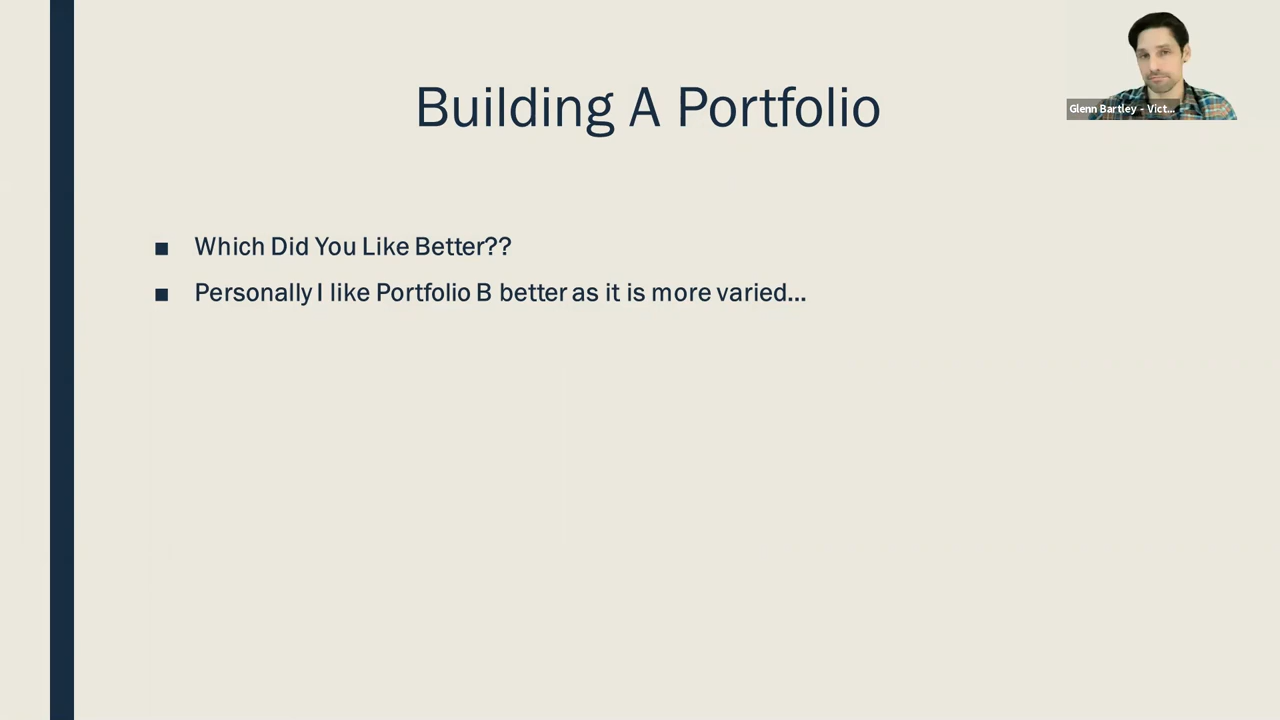 Building A Portfolio
Glenn Bartley - Vict...
■ Which Did You Like Better??
■ Personally I like Portfolio B better as it is more varied...